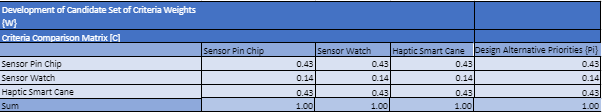 Development of Candidate Set of Criteria Weights
{W}
Criteria Comparison Matrix [C]
Sensor Pin Chip Sensor Watch Haptic Smart Cane Design Alternative Priorities {Pi}
Sensor Pin Chip 0.43 0.43 0.43 0.43
Sensor Watch 0.14 0.14 0.14 0.14
Haptic Smart Cane 0.43 0.43 0.43 0.43
Sum 1.00 1.00 1.00 1.00